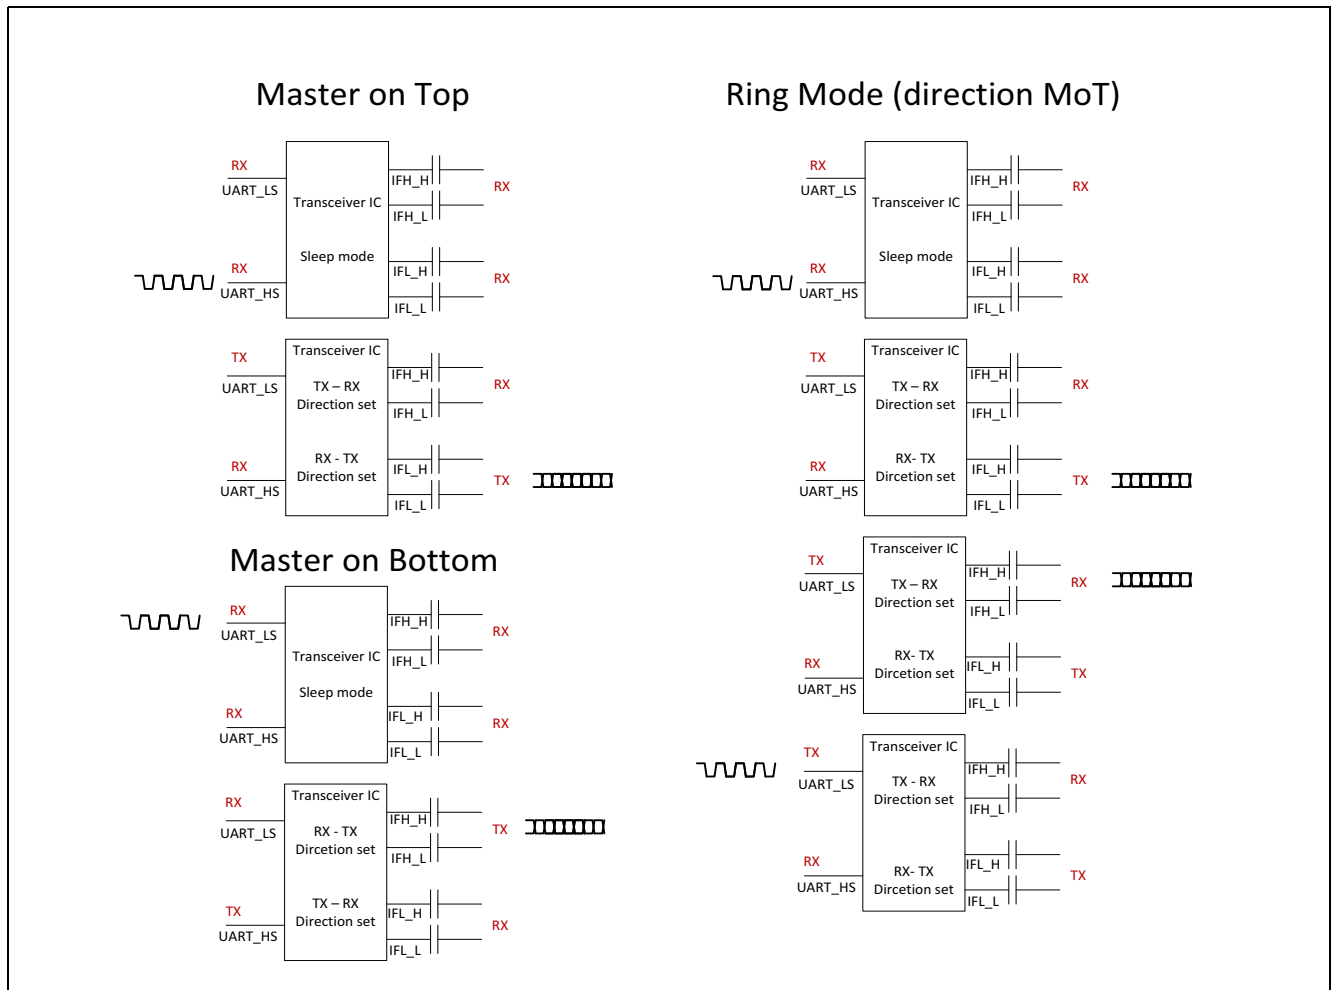 Master on Top
RX
UART_LS
RX
UART_HS
Transceiver IC
Sleep mode
IFH_H
IFH_L
RX
IFL_H
IFL_L
RX
TX
UART_LS
RX
UART_HS
Transceiver IC
TX – RX
Direction set
RX - TX
Direction set
IFH_H
IFH_L
RX
IFL_H
IFL_L
TX
Master on Bottom
RX
UART_LS
RX
UART_HS
Transceiver IC
Sleep mode
IFH_H
IFH_L
RX
IFL_H
IFL_L
RX
RX
UART_LS
TX
UART_HS
Transceiver IC
RX - TX
Dircetion set
TX – RX
Direction set
IFH_H
IFH_L
TX
IFL_H
IFL_L
RX
Ring Mode (direction MoT)
RX
UART_LS
RX
UART_HS
Transceiver IC
Sleep mode
IFH_H
IFH_L
RX
IFL_H
IFL_L
RX
TX
UART_LS
RX
UART_HS
Transceiver IC
TX – RX
Direction set
RX- TX
Dircetion set
IFH_H
IFH_L
RX
IFL_H
IFL_L
TX
TX
UART_LS
RX
UART_HS
Transceiver IC
TX – RX
Direction set
RX- TX
Dircetion set
IFH_H
IFH_L
RX
IFL_H
IFL_L
TX
TX
UART_LS
RX
UART_HS
Transceiver IC
TX - RX
Direction set
RX- TX
Dircetion set
IFH_H
IFH_L
RX
IFL_H
IFL_L
TX